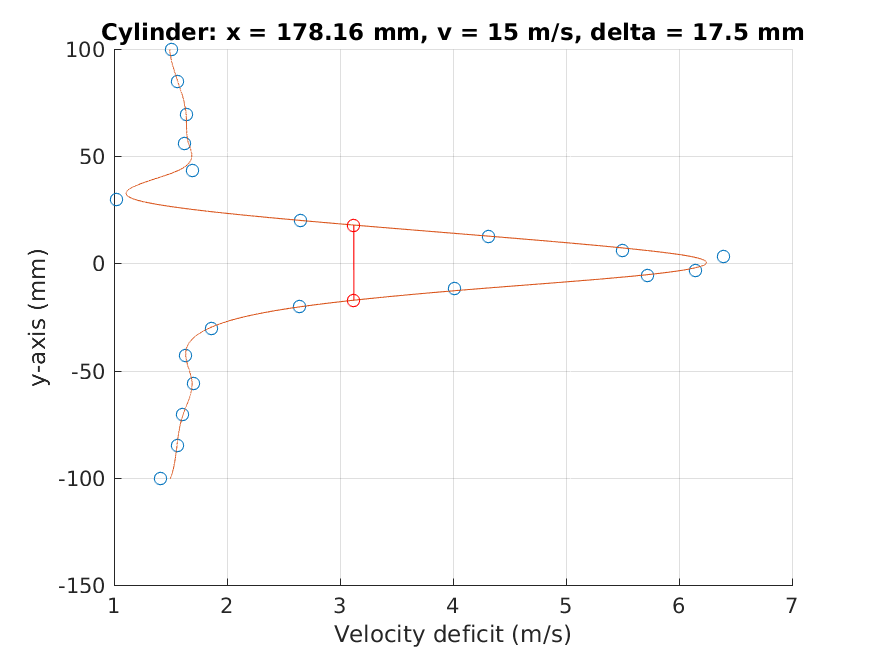 Cylinder: x = 178.16 mm, v = 15 m/s, delta = 17.5 mm
100
50
0
-50
-100
-150
y-axis (mm)
1 2 3 4 5 6 7
Velocity deficit (m/s)